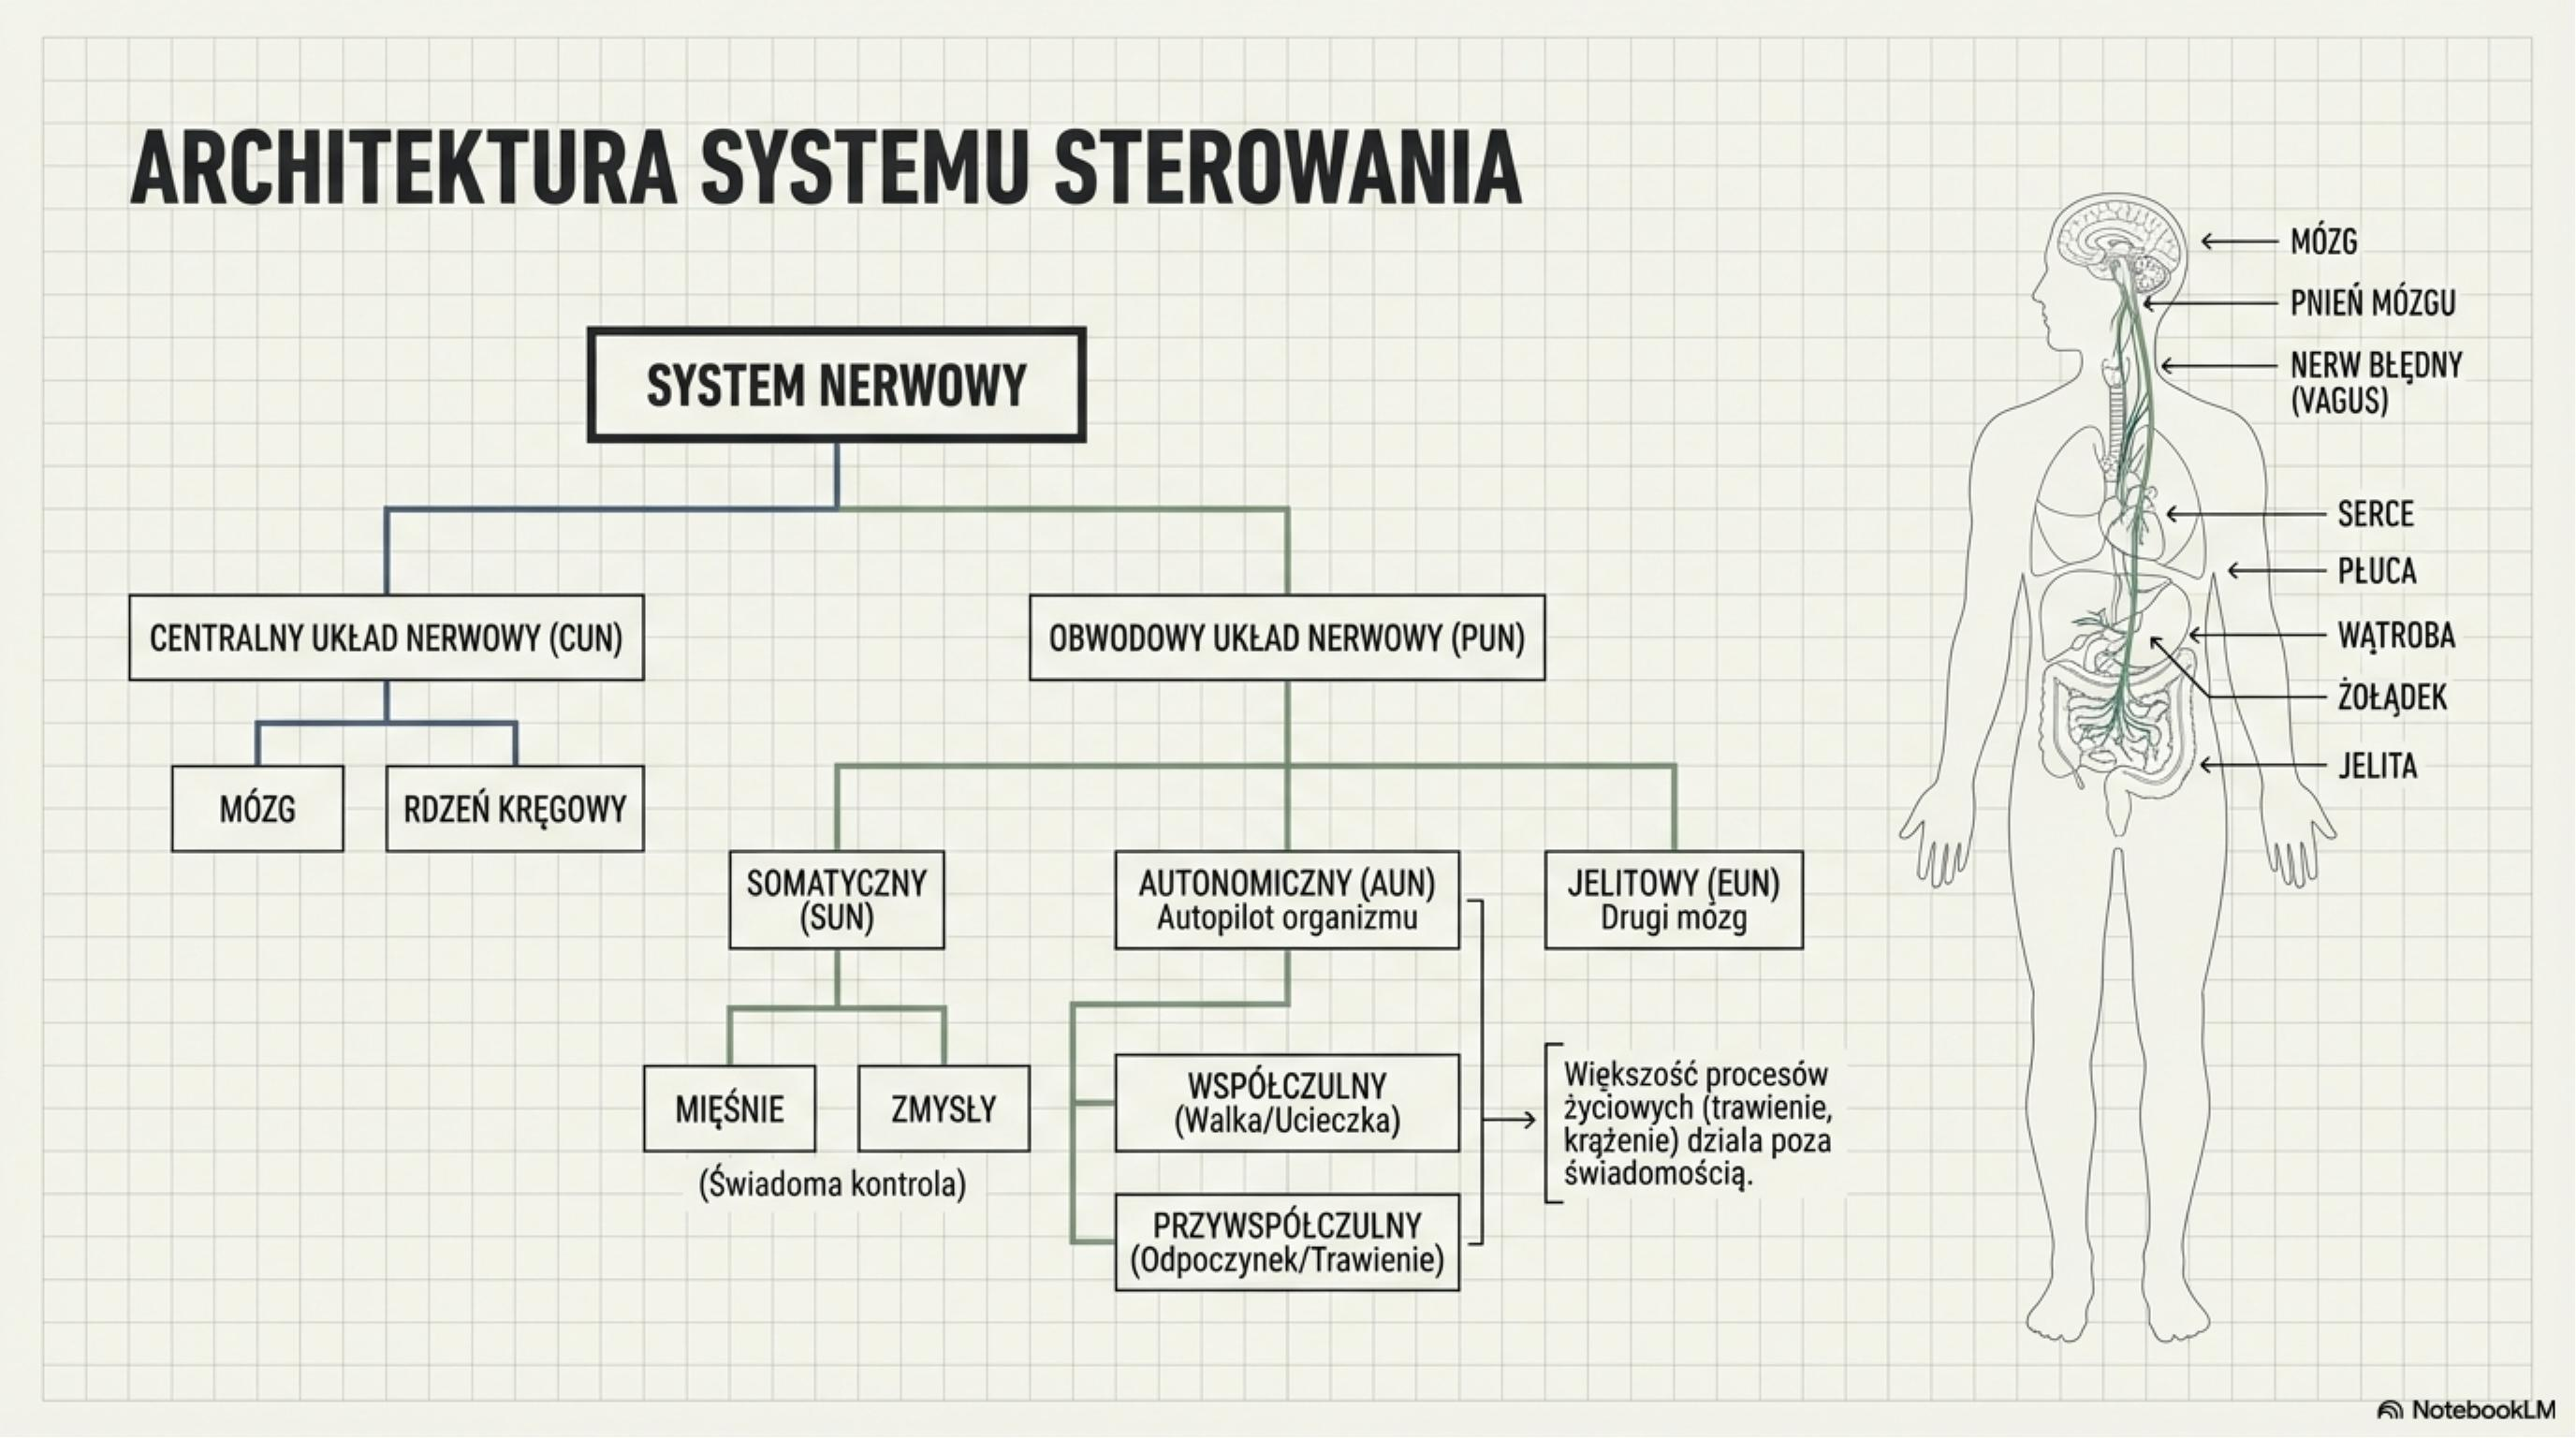 ARCHITEKTURA SYSTEMU STEROWANIA
SYSTEM NERWOWY
CENTRALNY UKŁAD NERWOWY (CUN)
OBWODOWY UKŁAD NERWOWY (PUN)
MÓZG
RDZEŃ KRĘGOWY
SOMATYCZNY
(SUN)
AUTONOMICZNY (AUN)
Autopilot organizmu
JELITOWY (EUN)
Drugi mózg
MIĘŚNIE
ZMYSŁY
(Świadoma kontrola)
WSPÓŁCZULNY
(Walka/Ucieczka)
PRZYWSPÓŁCZULNY
(Odpoczynek/Trawienie)
Większość procesów
życiowych (trawienie,
krążenie) dziala poza
świadomością.
MÓZG
PNIEŃ MÓZGU
NERW BŁĘDNY
(VAGUS)
SERCE
PŁUCA
WĄTROBA
ŻOŁĄDEK
JELITA
NotebookLM